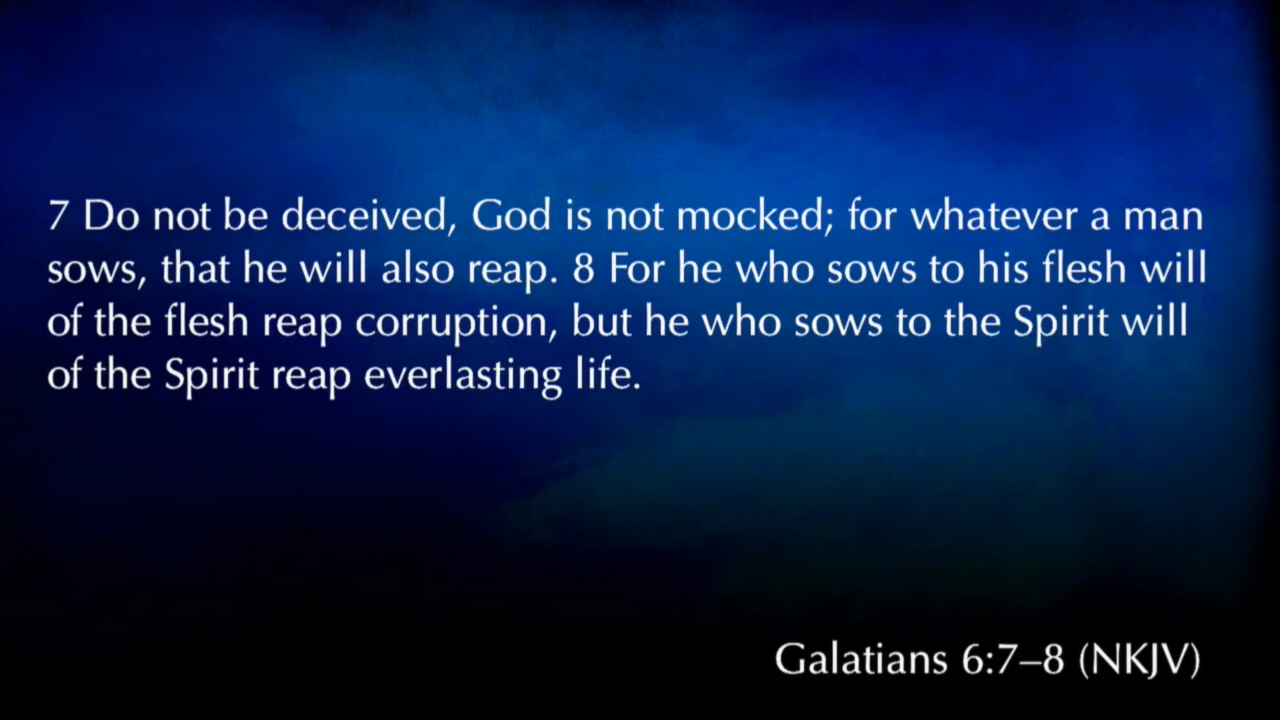 7 Do not be deceived, God is not mocked; for whatever a man
sows, that he will also reap. 8 For he who sows to his flesh will
of the flesh reap corruption, but he who sows to the Spirit will
of the Spirit reap everlasting life.
Galatians 6:7–8 (NKJV)